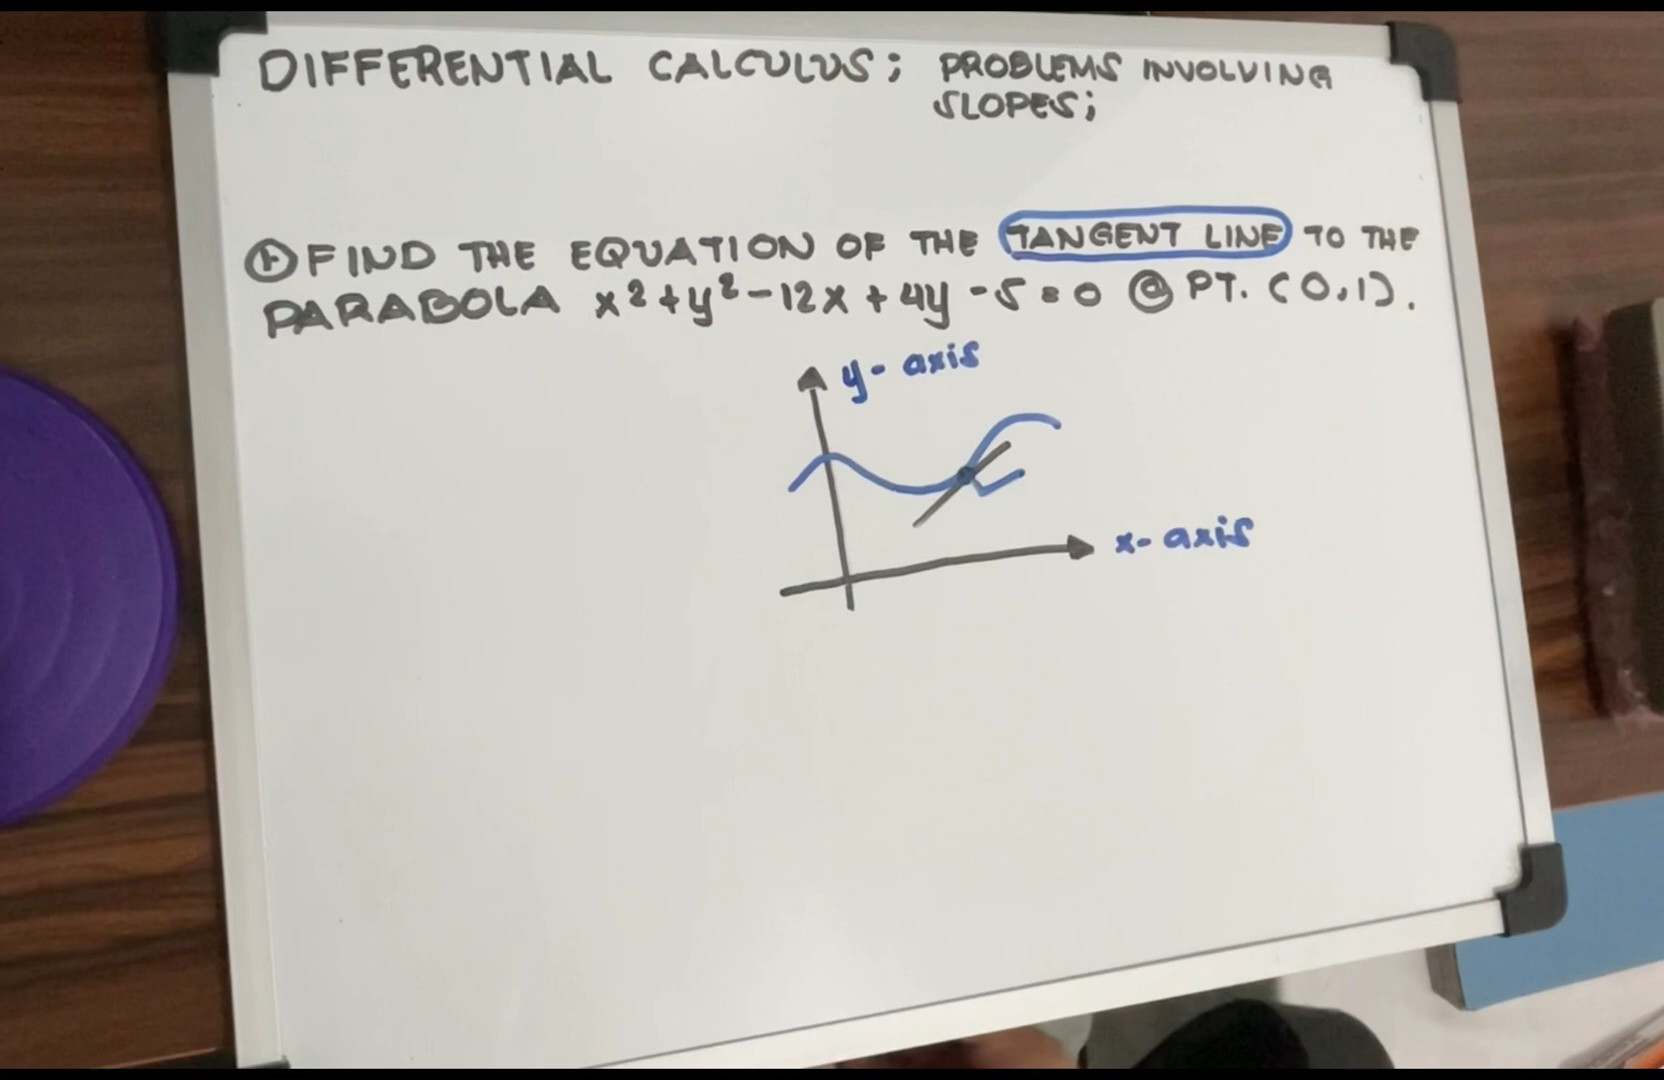 DIFFERENTIAL CALCULUS; PROBLEMS INVOLVING
SLOPES;
① FIND THE EQUATION OF THE TANGENT LINE TO THE
PARABOLA x²+y²-12x+4y-5=0 @ PT. (0,1).
y-axis
x-axis